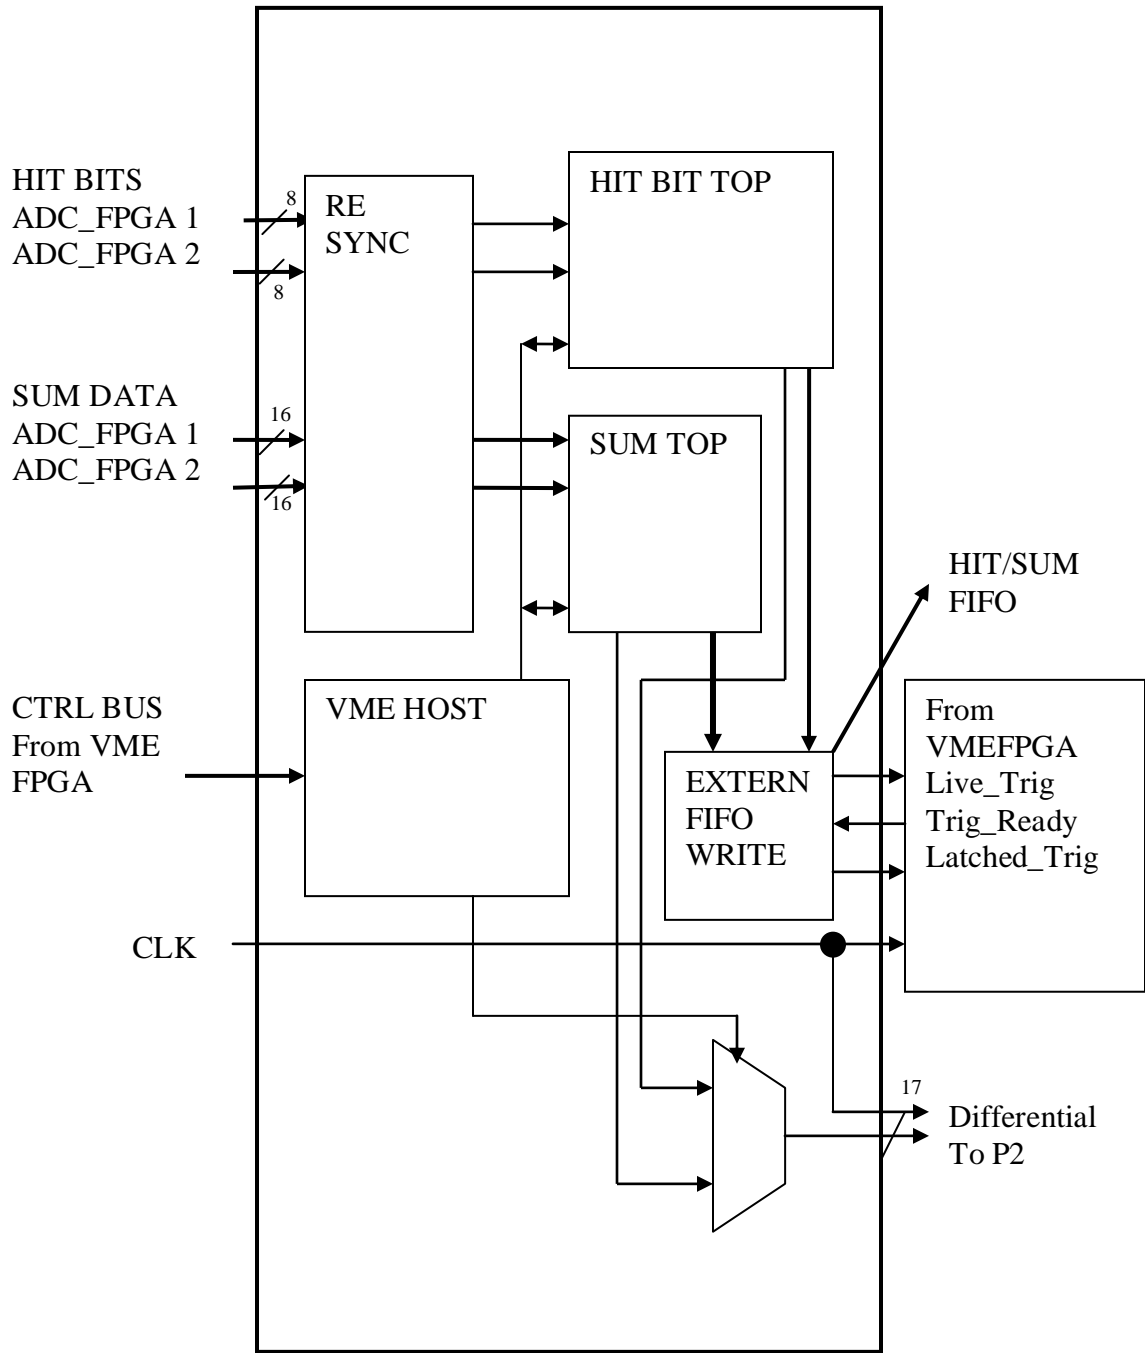 HIT BITS
ADC_FPGA 1
ADC_FPGA 2
8
8
RE
SYNC
HIT BIT TOP
SUM DATA
ADC_FPGA 1
ADC_FPGA 2
16
16
SUM TOP
HIT/SUM
FIFO
CTRL BUS
From VME
FPGA
VME HOST
EXTERN
FIFO
WRITE
From
VMEFPGA
Live_Trig
Trig_Ready
Latched_Trig
CLK
17
Differential
To P2